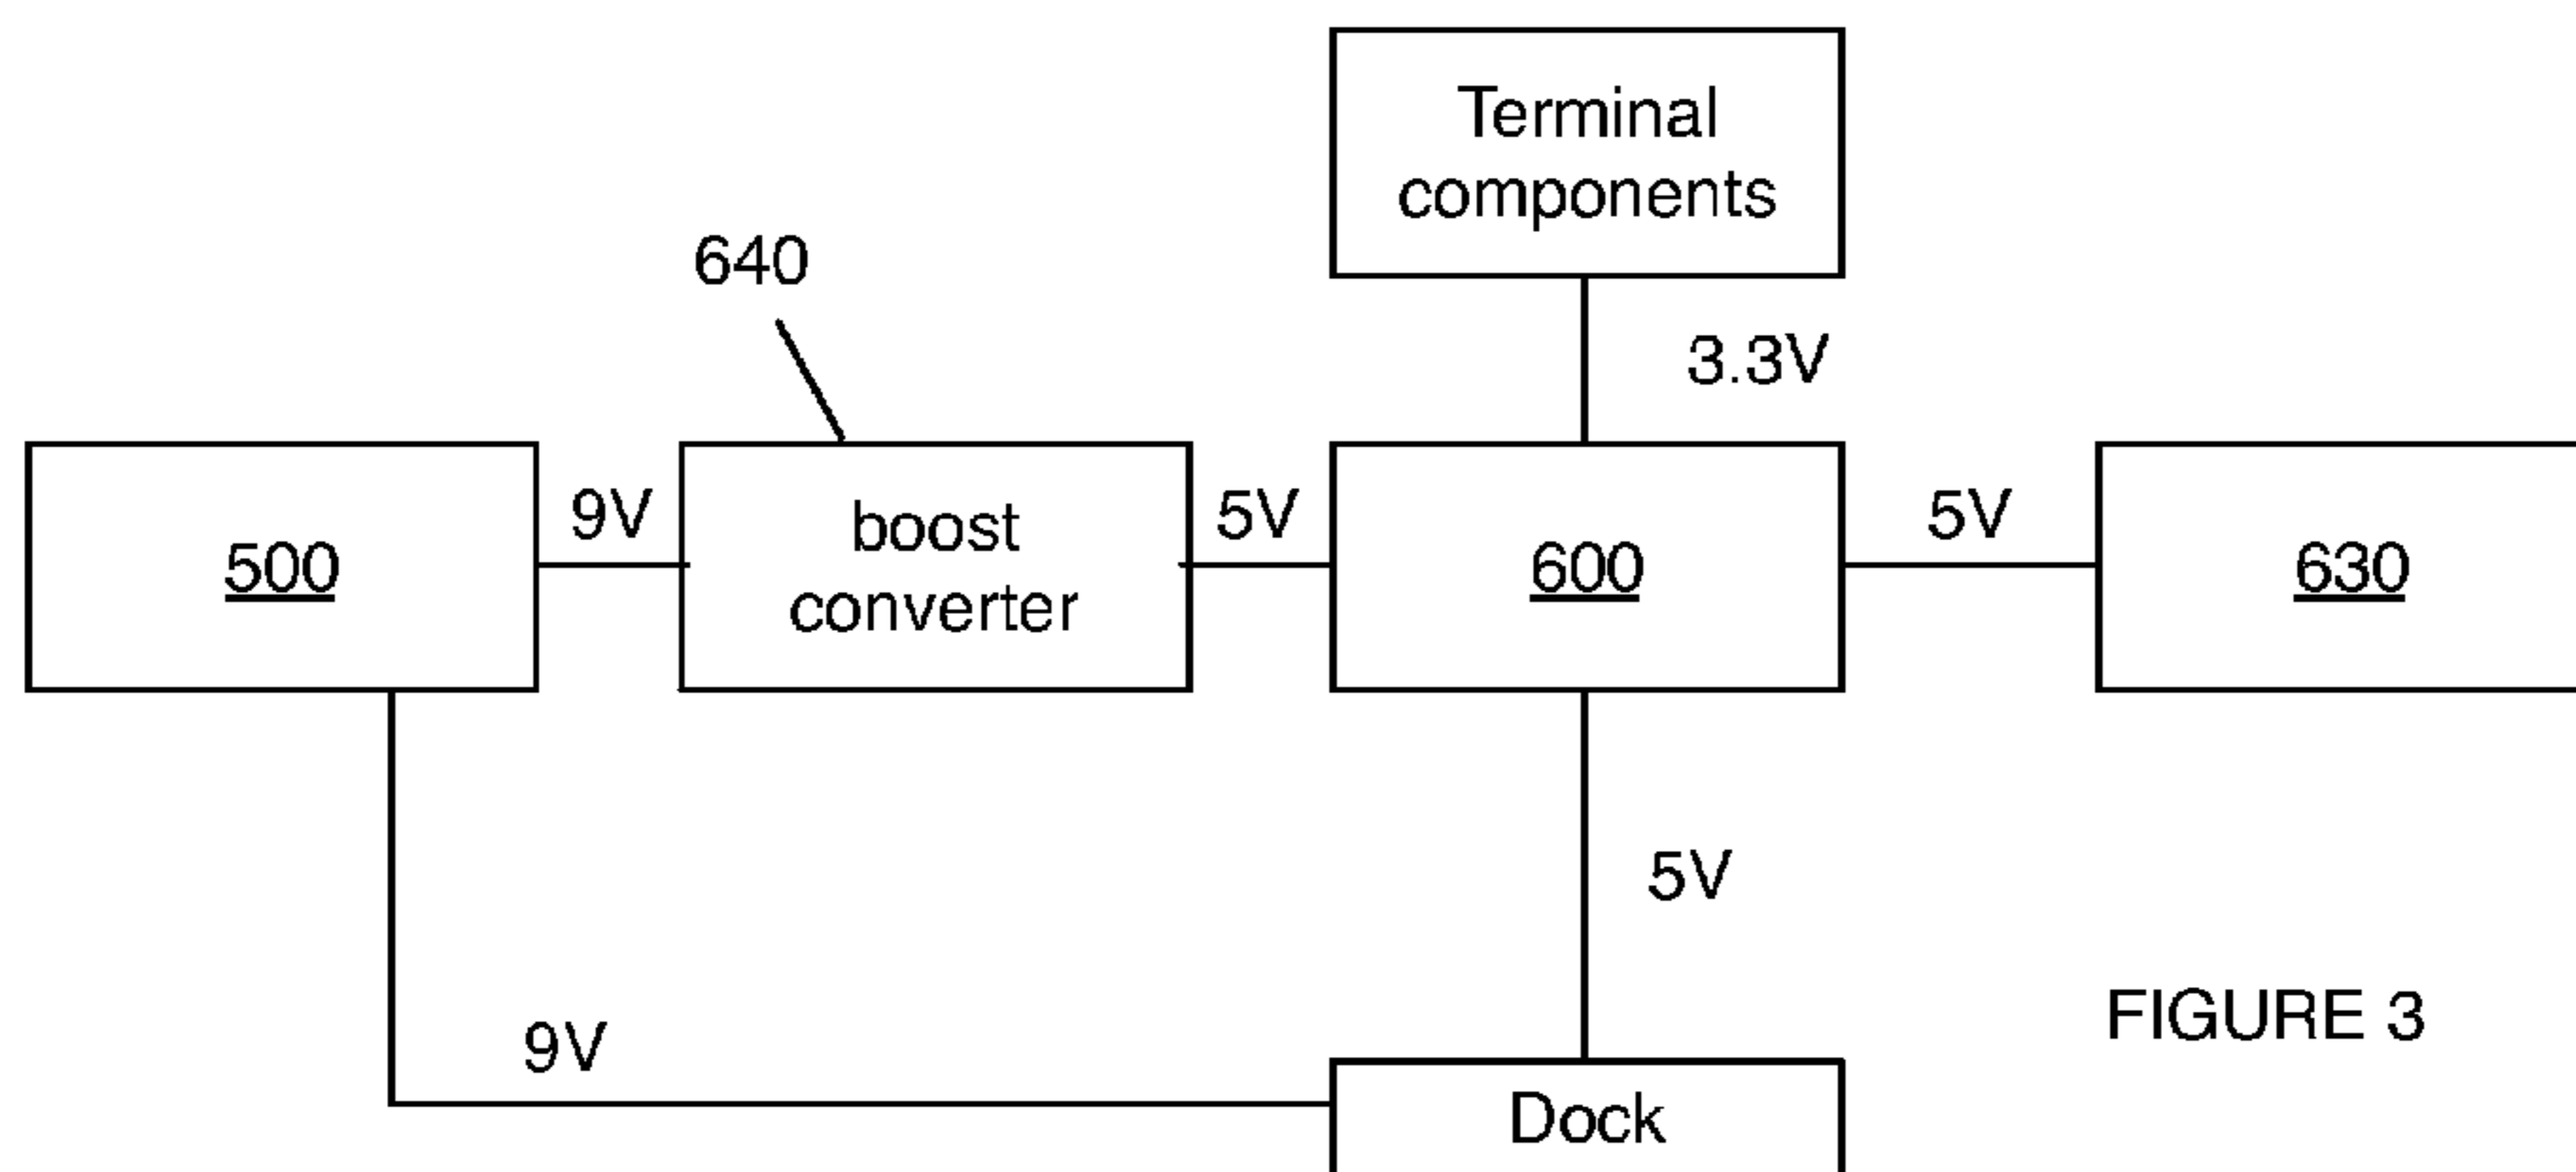 Terminal
components
640
3.3V
500
9V
boost
converter
5V
600
5V
630
5V
FIGURE 3
9V
Dock